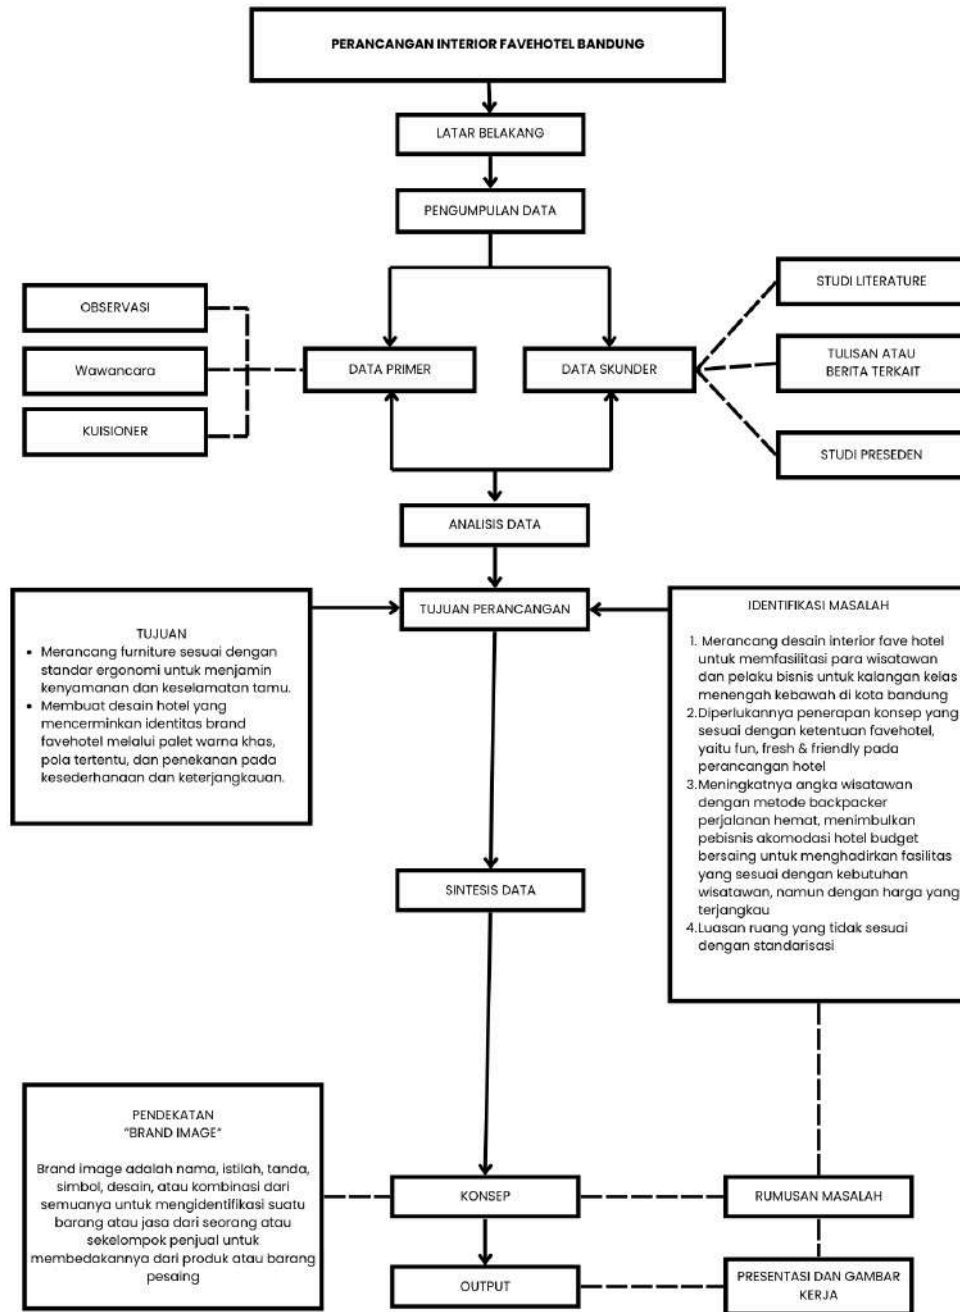 PERANCANGAN INTERIOR FAVEHOTEL BANDUNG
LATAR BELAKANG
PENGUMPULAN DATA
OBSERVASI
Wawancara
KUISIONER
DATA PRIMER
DATA SKUNDER
STUDI LITERATURE
TULISAN ATAU
BERITA TERKAIT
STUDI PRESEDEN
ANALISIS DATA
TUJUAN PERANCANGAN
TUJUAN
• Merancang furniture sesuai dengan
standar ergonomi untuk menjamin
kenyamanan dan keselamatan tamu.
• Membuat desain hotel yang
mencerminkan identitas brand
favehotel melalui palet warna khas,
pola tertentu, dan penekanan pada
kesederhanaan dan keterjangkauan.
IDENTIFIKASI MASALAH
1. Merancang desain interior fave hotel
untuk memfasilitasi para wisatawan
dan pelaku bisnis untuk kalangan kelas
menengah kebawah di kota bandung
2.Diperlukannya penerapan konsep yang
sesuai dengan ketentuan favehotel,
yaitu fun, fresh & friendly pada
perancangan hotel
3.Meningkatnya angka wisatawan
dengan metode backpacker
perjalanan hemat, menimbulkan
pebisnis akomodasi hotel budget
bersaing untuk menghadirkan fasilitas
yang sesuai dengan kebutuhan
wisatawan, namun dengan harga yang
terjangkau
4.Luasan ruang yang tidak sesuai
dengan standarisasi
SINTESIS DATA
PENDEKATAN
"BRAND IMAGE"
Brand image adalah nama, istilah, tanda,
simbol, desain, atau kombinasi dari
semuanya untuk mengidentifikasi suatu
barang atau jasa dari seorang atau
sekelompok penjual untuk
membedakannya dari produk atau barang
pesaing
KONSEP
RUMUSAN MASALAH
OUTPUT
PRESENTASI DAN GAMBAR
KERJA